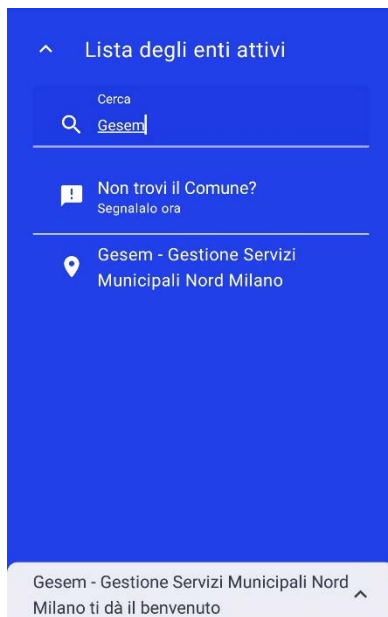 Lista degli enti attivi
Cerca
Gesem
Non trovi il Comune?
Segnalalo ora
Gesem - Gestione Servizi
Municipali Nord Milano
Gesem - Gestione Servizi Municipali Nord
Milano ti dà il benvenuto